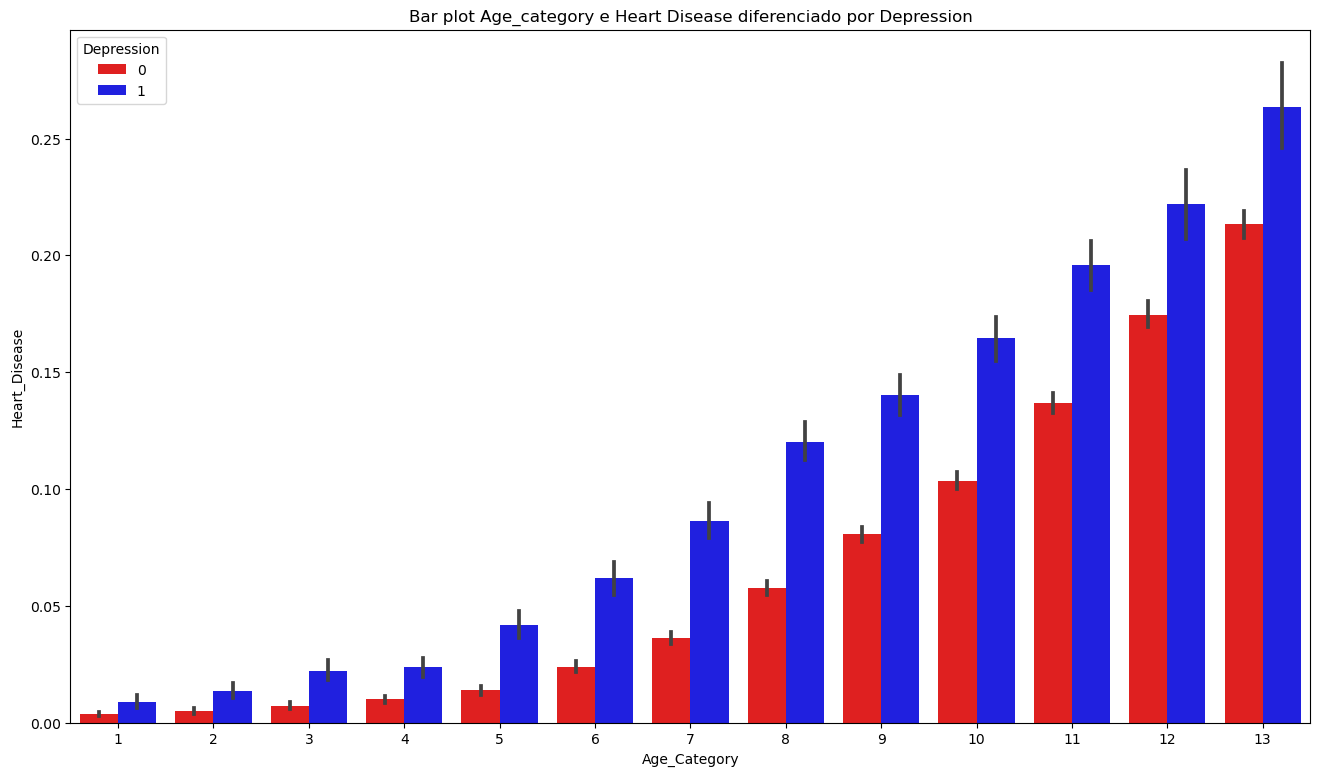 Bar plot Age_category e Heart Disease diferenciado por Depression
Depression
0
1
0.25
0.20
0.15
0.10
0.05
0.00
Heart_Disease
1 2 3 4 5 6 7 8 9 10 11 12 13
Age_Category